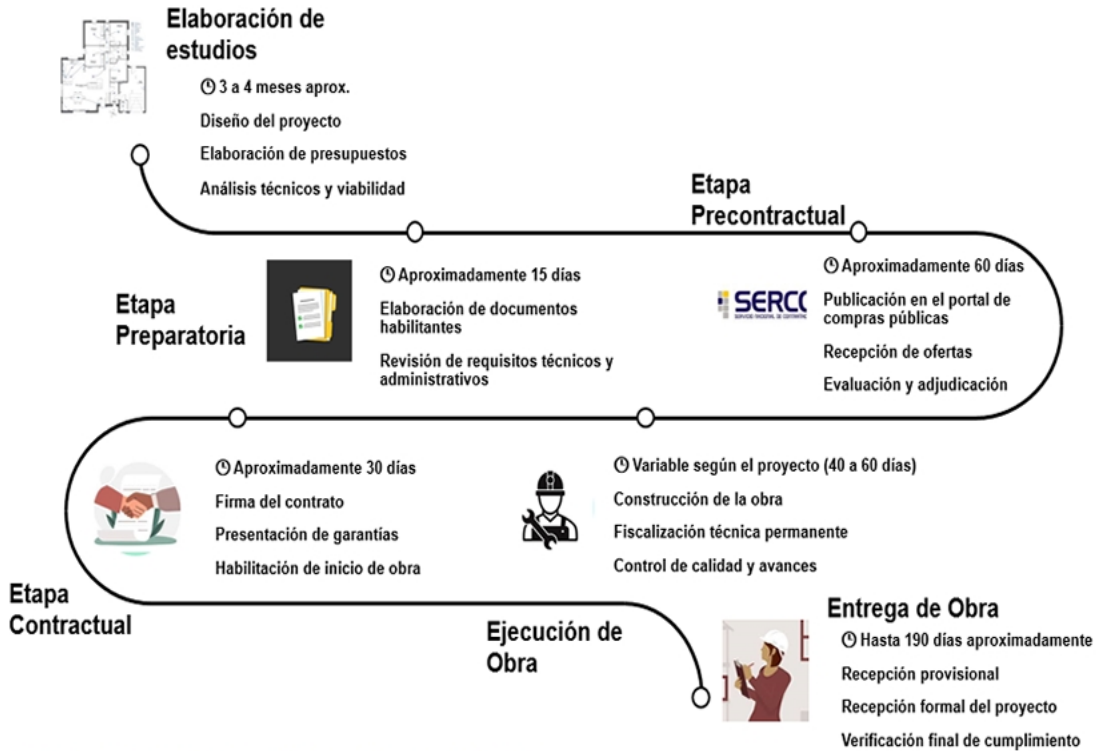 Elaboración de
estudios
3 a 4 meses aprox.
Diseño del proyecto
Elaboración de presupuestos
Análisis técnicos y viabilidad
Etapa
Preparatoria
Aproximadamente 15 días
Elaboración de documentos
habilitantes
Revisión de requisitos técnicos y
administrativos
Etapa
Precontractual
SERCO
Aproximadamente 60 días
Publicación en el portal de
compras públicas
Recepción de ofertas
Evaluación y adjudicación
Etapa
Contractual
Aproximadamente 30 días
Firma del contrato
Presentación de garantías
Habilitación de inicio de obra
Ejecución de
Obra
Variable según el proyecto (40 a 60 días)
Construcción de la obra
Fiscalización técnica permanente
Control de calidad y avances
Entrega de Obra
Hasta 190 días aproximadamente
Recepción provisional
Recepción formal del proyecto
Verificación final de cumplimiento